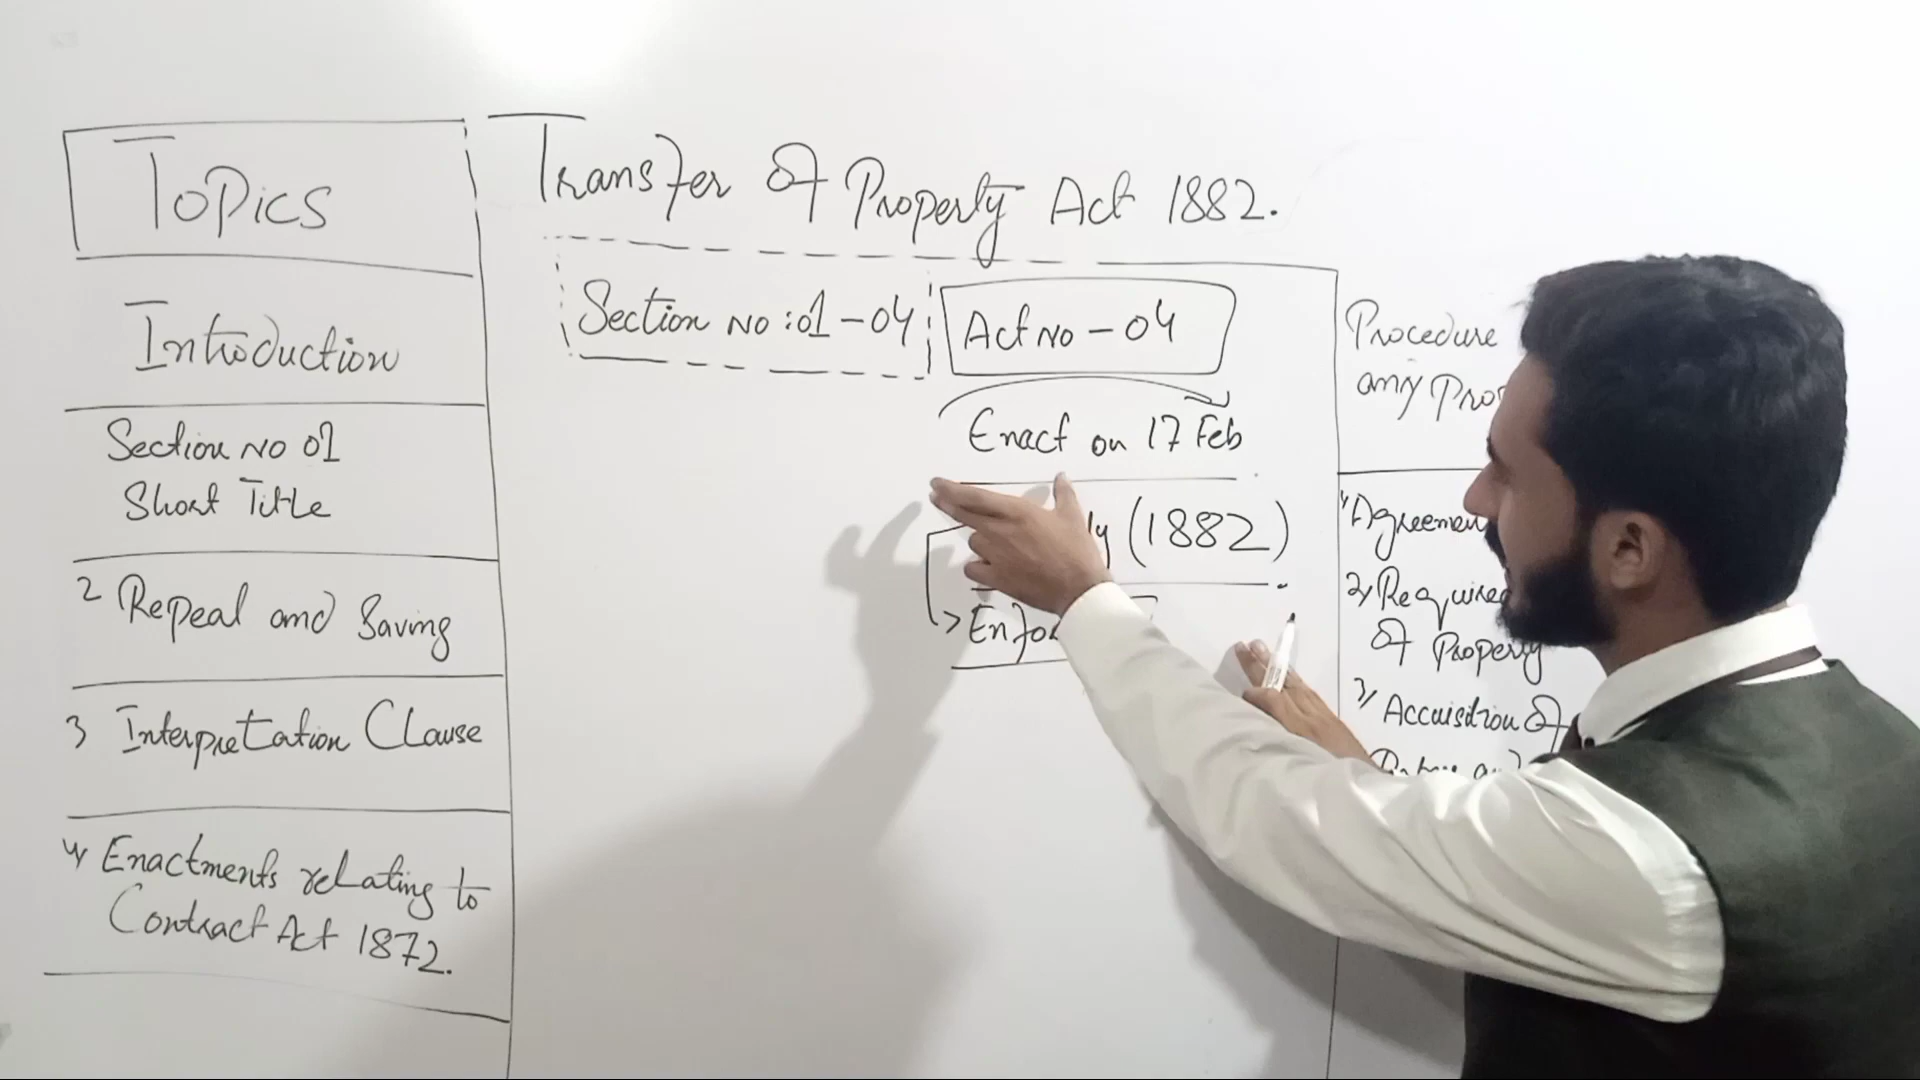 Topics
Introduction
Section No 01
Short Title
2 Repeal and Saving
3 Interpretation Clause
4 Enactments relating to
Contract Act 1872.
Transfer of Property Act 1882.
Section No : 01 - 04
Act No - 04
Enact on 17 Feb
(1882)
Procedure
any
1,
2, 
of Property
3, Accuisition of